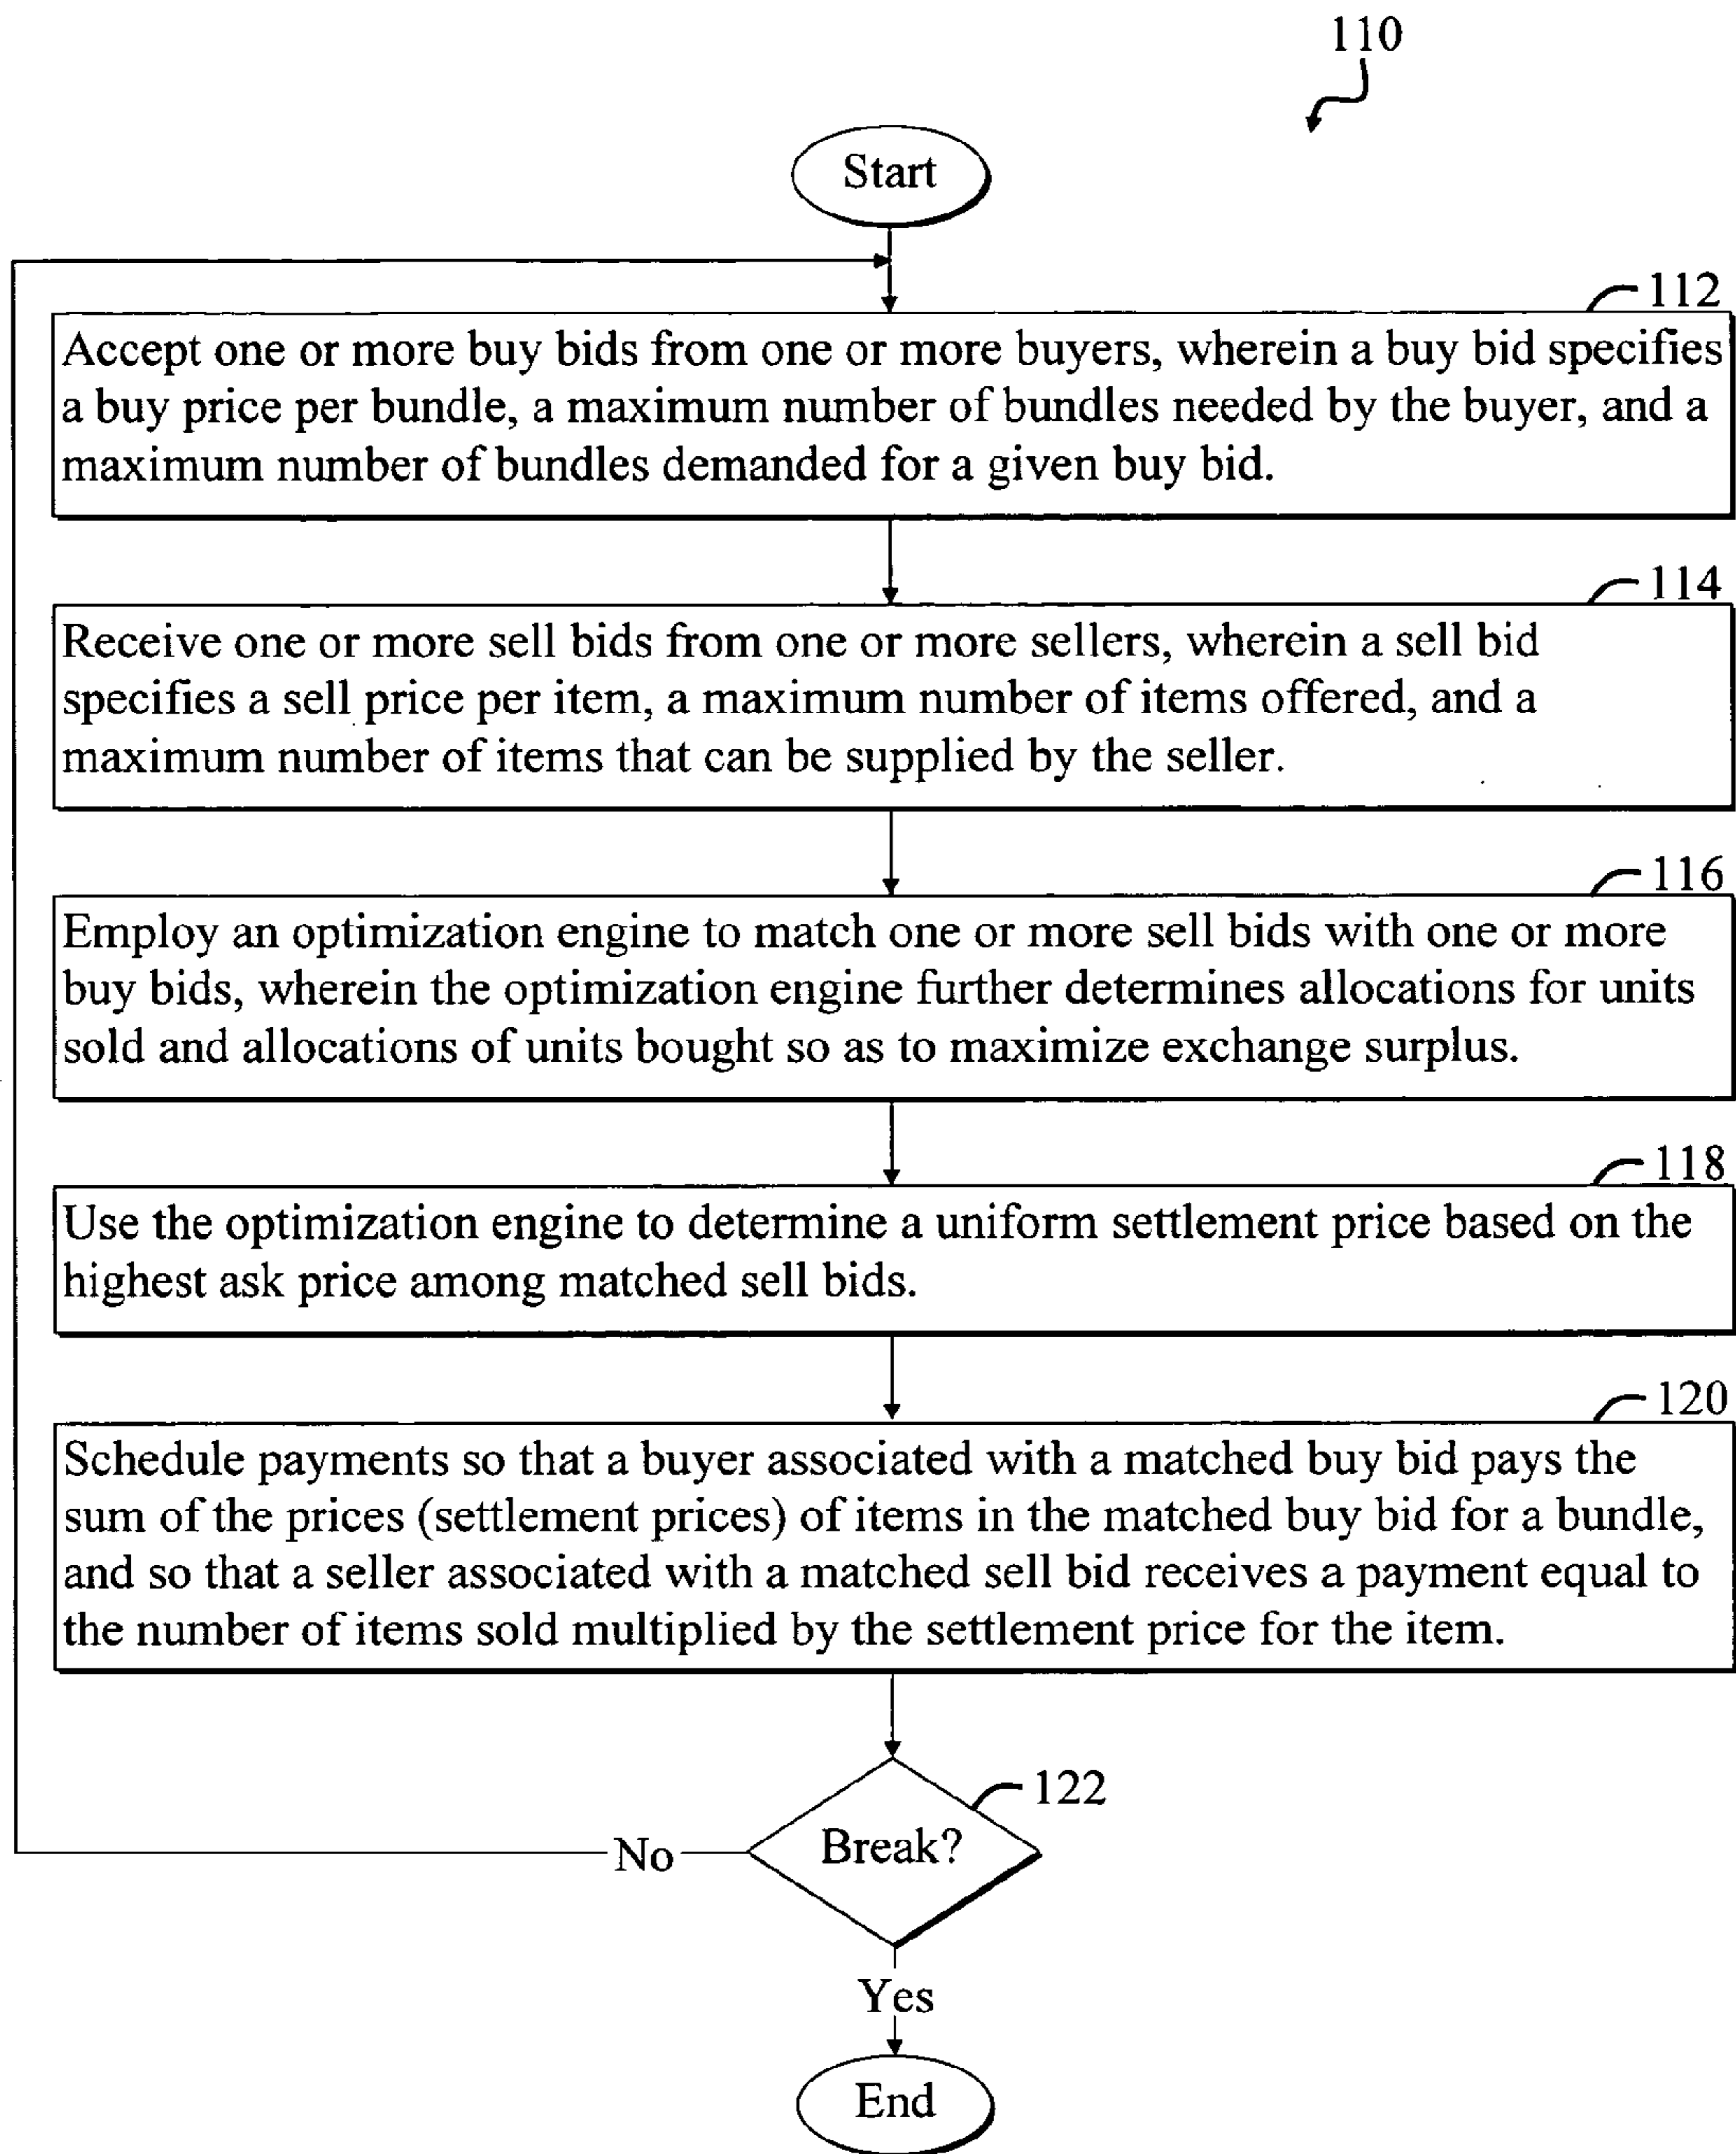 110
Start
112
Accept one or more buy bids from one or more buyers, wherein a buy bid specifies
a buy price per bundle, a maximum number of bundles needed by the buyer, and a
maximum number of bundles demanded for a given buy bid.
114
Receive one or more sell bids from one or more sellers, wherein a sell bid
specifies a sell price per item, a maximum number of items offered, and a
maximum number of items that can be supplied by the seller.
116
Employ an optimization engine to match one or more sell bids with one or more
buy bids, wherein the optimization engine further determines allocations for units
sold and allocations of units bought so as to maximize exchange surplus.
118
Use the optimization engine to determine a uniform settlement price based on the
highest ask price among matched sell bids.
120
Schedule payments so that a buyer associated with a matched buy bid pays the
sum of the prices (settlement prices) of items in the matched buy bid for a bundle,
and so that a seller associated with a matched sell bid receives a payment equal to
the number of items sold multiplied by the settlement price for the item.
122
Break?
No
Yes
End